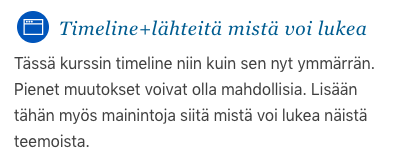 Timeline+lähteitä mistä voi lukea
Tässä kurssin timeline niin kuin sen nyt ymmärrän.
Pienet muutokset voivat olla mahdollisia. Lisään
tähän myös mainintoja siitä mistä voi lukea näistä
teemoista.